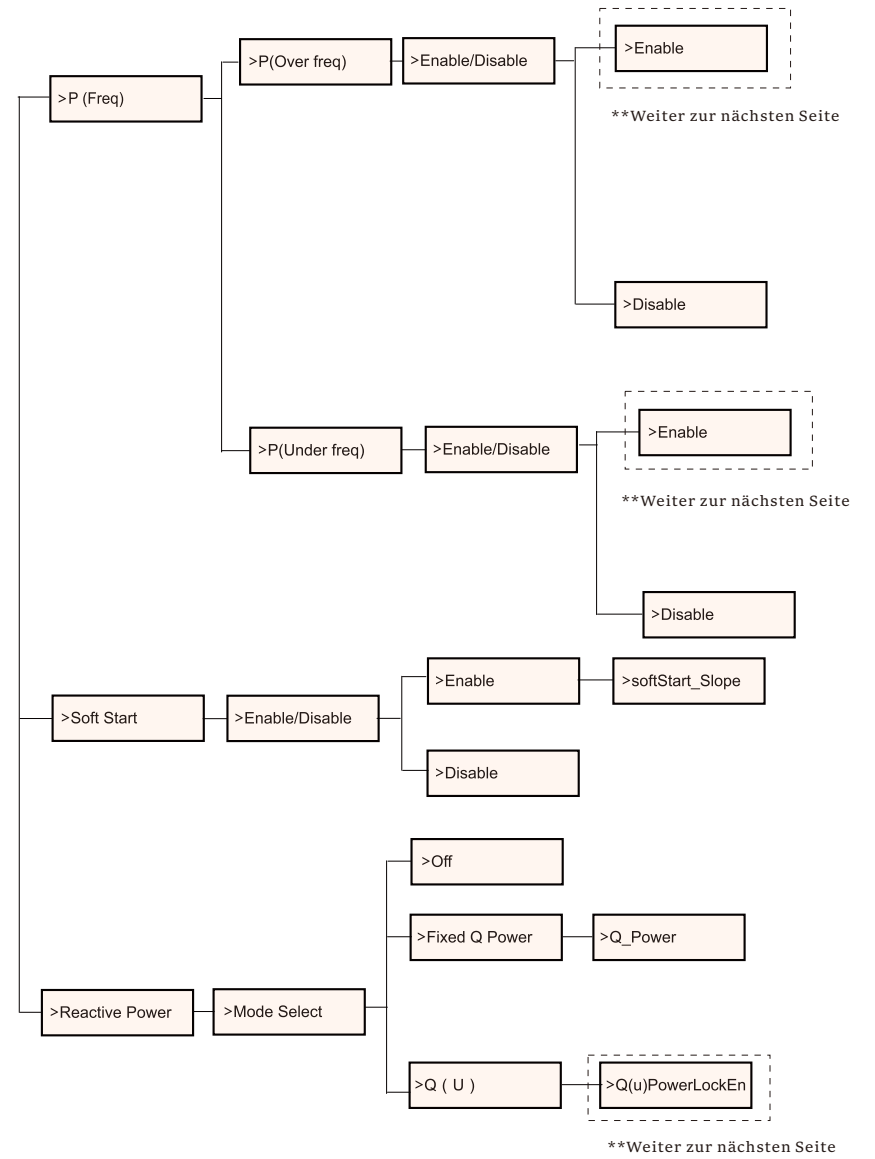 >P (Freq)
>P(Over freq)
>Enable/Disable
>Enable
**Weiter zur nächsten Seite
>Disable
>P(Under freq)
>Enable/Disable
>Enable
**Weiter zur nächsten Seite
>Disable
>Soft Start
>Enable/Disable
>Enable
>softStart_Slope
>Disable
>Reactive Power
>Mode Select
>Off
>Fixed Q Power
>Q_Power
>Q ( U )
>Q(u)PowerLockEn
**Weiter zur nächsten Seite